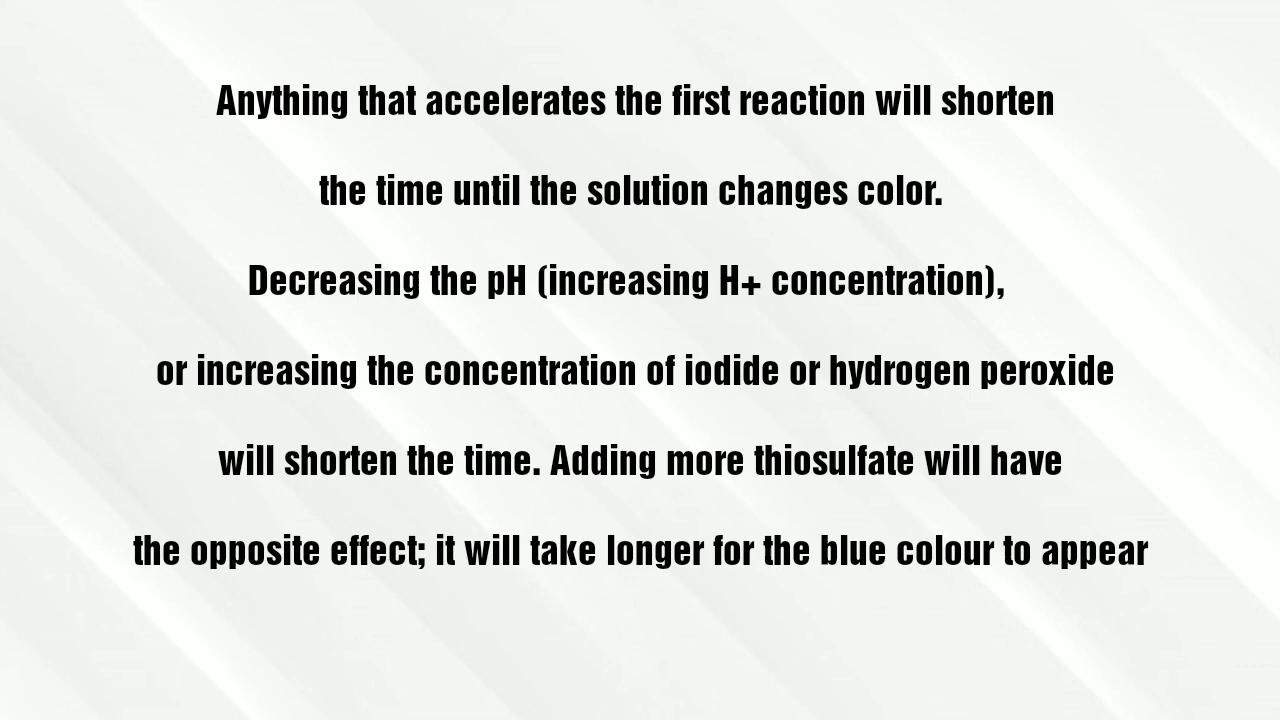 Anything that accelerates the first reaction will shorten
the time until the solution changes color.
Decreasing the pH (increasing H+ concentration),
or increasing the concentration of iodide or hydrogen peroxide
will shorten the time. Adding more thiosulfate will have
the opposite effect; it will take longer for the blue colour to appear